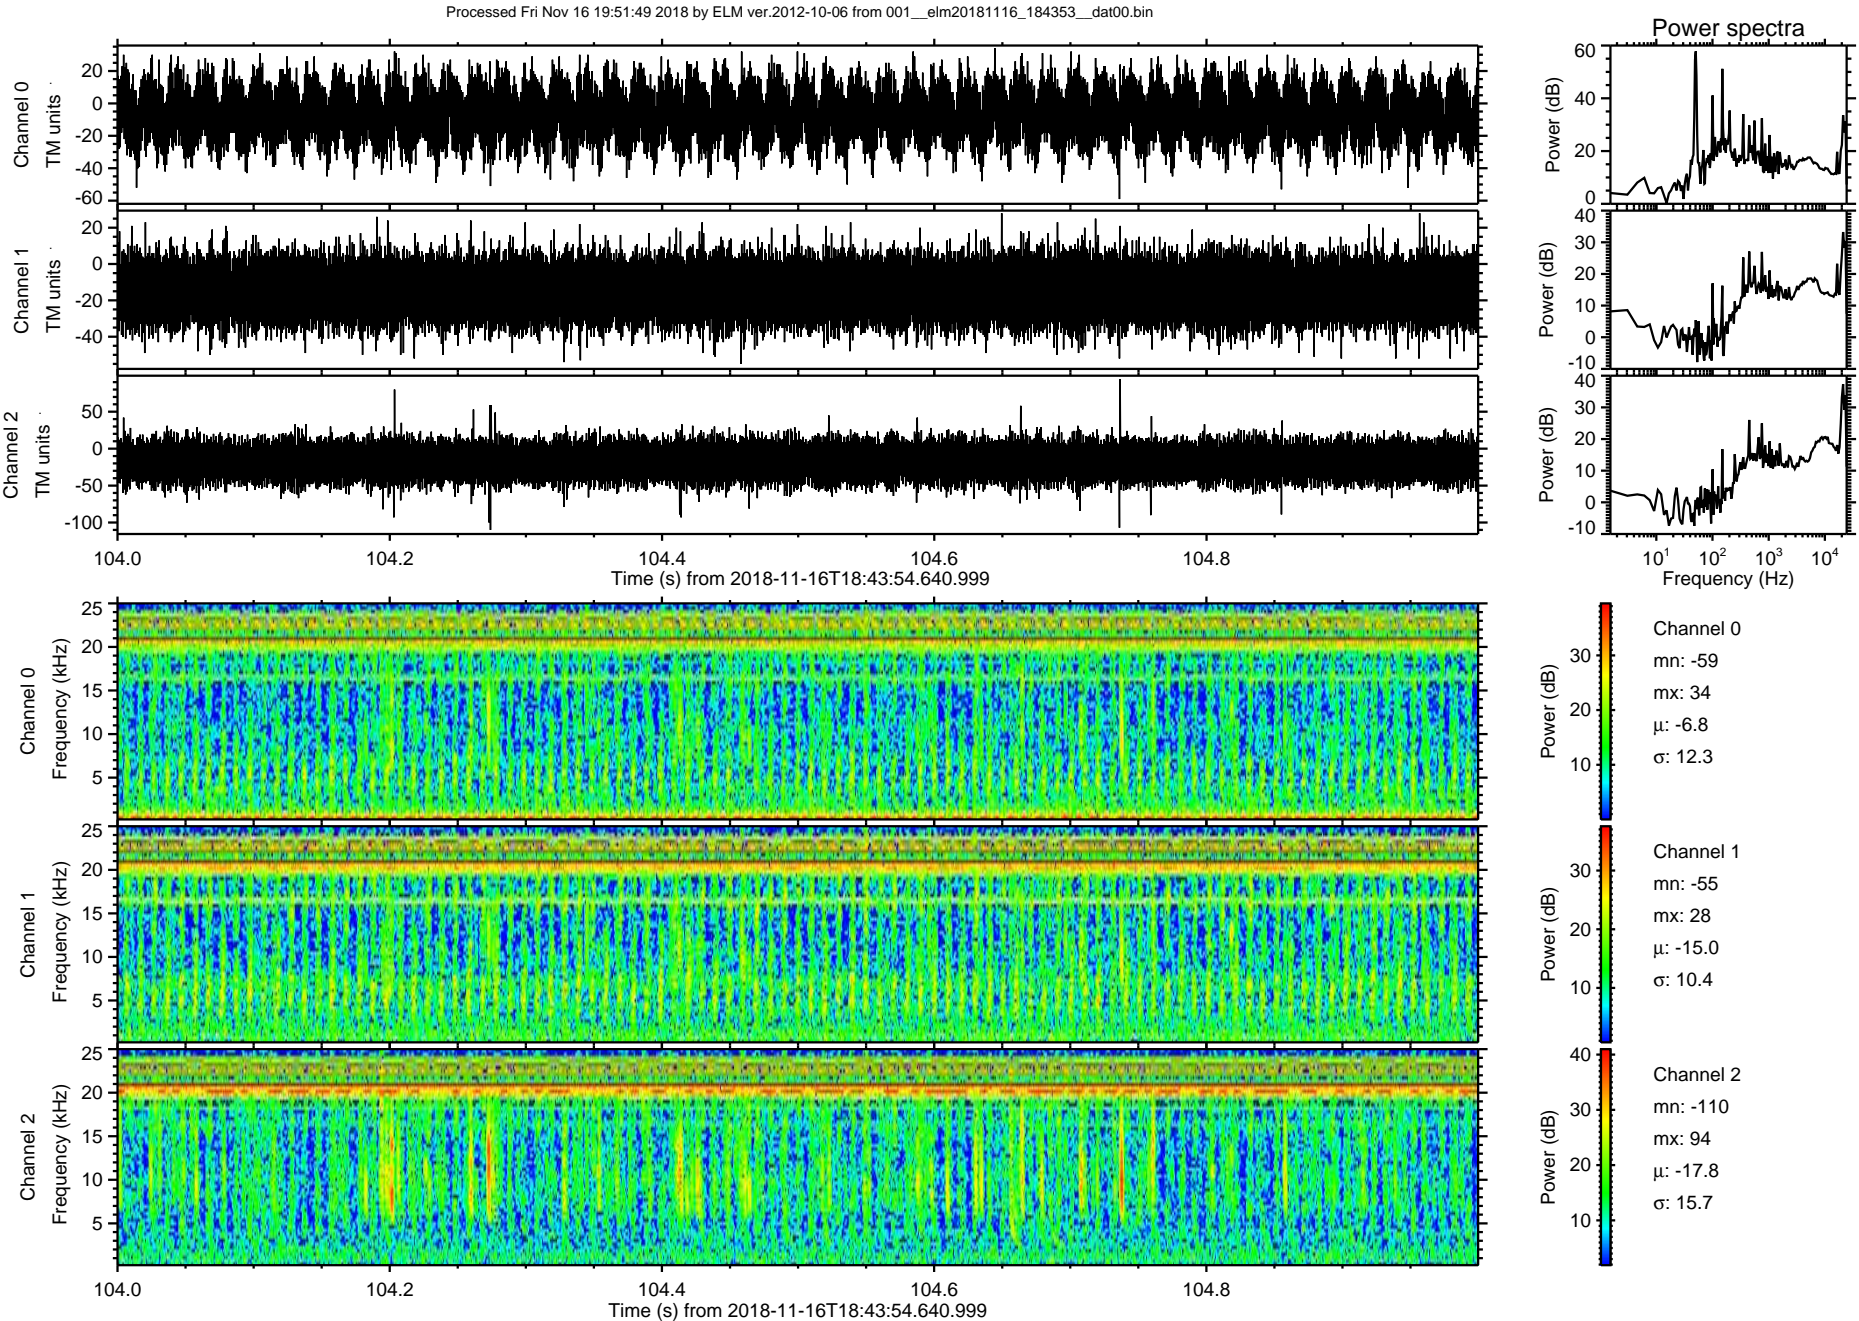 Processed Fri Nov 16 19:51:49 2018 by ELM ver.2012-10-06 from 001__elm20181116_184353__dat00.bin
Power spectra
Channel 0
TM units
20
0
-20
-40
-60
Power (dB)
60
40
20
0
Channel 1
TM units
20
0
-20
-40
Power (dB)
40
30
20
10
0
-10
Channel 2
TM units
50
0
-50
-100
Power (dB)
40
30
20
10
0
-10
104.0 104.2 104.4 104.6 104.8
Time (s) from 2018-11-16T18:43:54.640.999
10¹ 10² 10³ 10⁴
Frequency (Hz)
Channel 0
Frequency (kHz)
25
20
15
10
5
Power (dB)
30
20
10
Channel 0
mn: -59
mx: 34
μ: -6.8
σ: 12.3
Channel 1
Frequency (kHz)
25
20
15
10
5
Power (dB)
30
20
10
Channel 1
mn: -55
mx: 28
μ: -15.0
σ: 10.4
Channel 2
Frequency (kHz)
25
20
15
10
5
Power (dB)
40
30
20
10
Channel 2
mn: -110
mx: 94
μ: -17.8
σ: 15.7
104.0 104.2 104.4 104.6 104.8
Time (s) from 2018-11-16T18:43:54.640.999